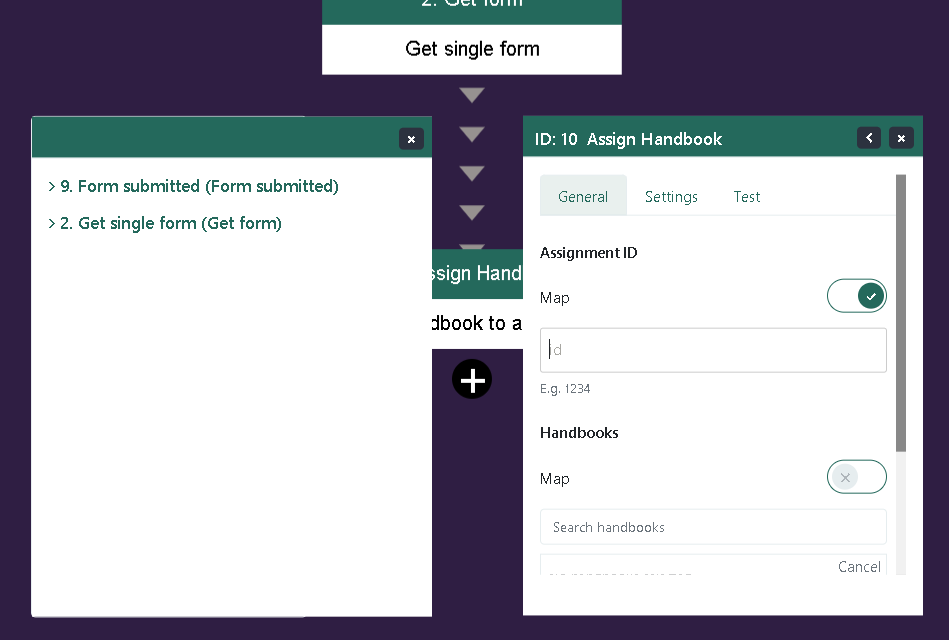 2. Get form
Get single form
ID: 10 Assign Handbook
> 9. Form submitted (Form submitted)
> 2. Get single form (Get form)
General Settings Test
Assignment ID
Map
ssign Hand
dbook to a
id
E.g. 1234
Handbooks
Map
Search handbooks
Cancel